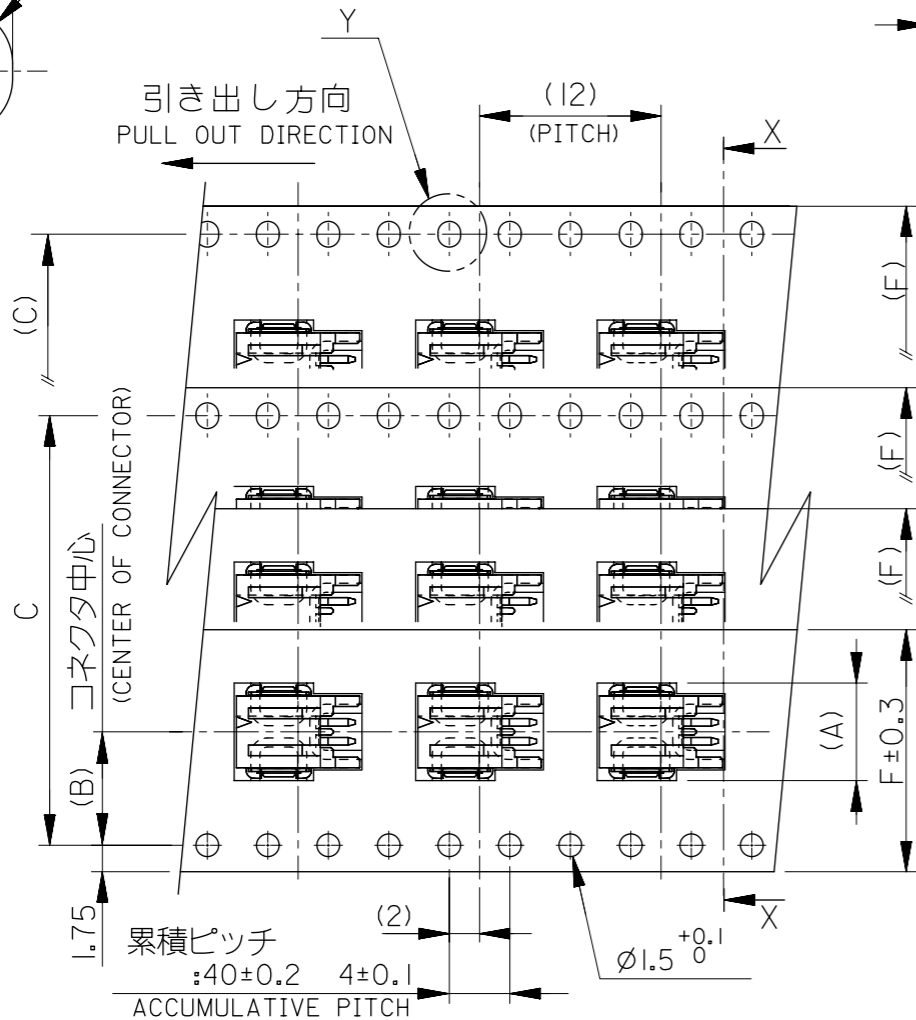 Y
引き出し方向
PULL OUT DIRECTION
(12)
(PITCH)
X
(C)
(F)
C
コネクタ中心
(CENTER OF CONNECTOR)
(F)
(F)
(B)
(A)
F±0.3
1.75
累積ピッチ
:40±0.2 4±0.1
ACCUMULATIVE PITCH
(2)
Ø1.5 +0.1
0
X